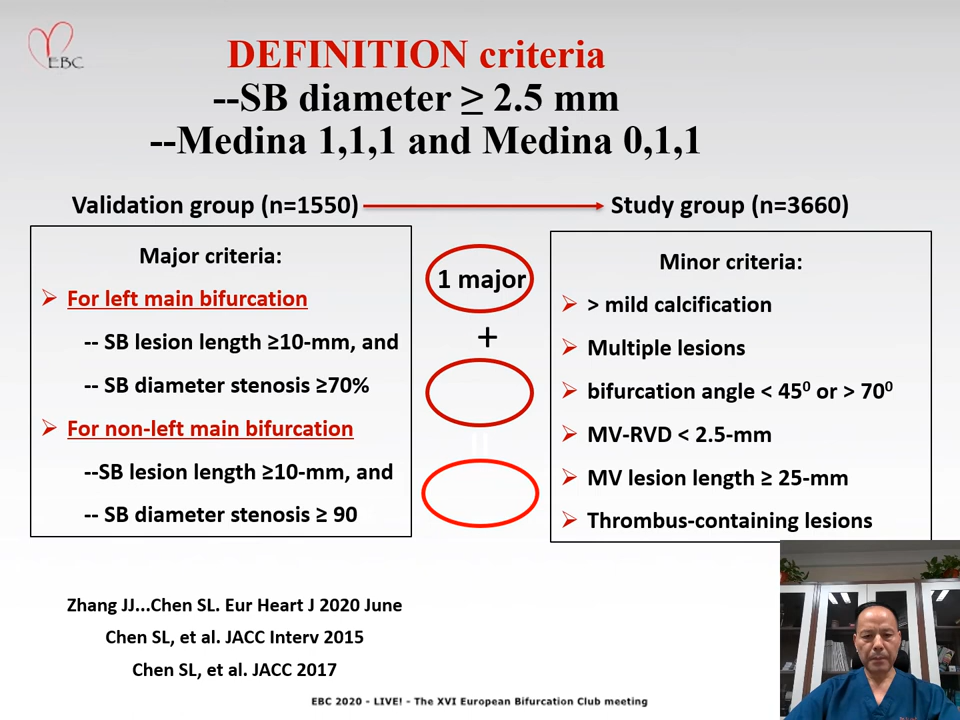 EBC
DEFINITION criteria
--SB diameter ≥ 2.5 mm
--Medina 1,1,1 and Medina 0,1,1
Validation group (n=1550)
Study group (n=3660)
Major criteria:
For left main bifurcation
-- SB lesion length ≥10-mm, and
-- SB diameter stenosis ≥70%
For non-left main bifurcation
--SB lesion length ≥10-mm, and
-- SB diameter stenosis ≥ 90
1 major
+
Minor criteria:
> mild calcification
Multiple lesions
bifurcation angle < 45⁰ or > 70⁰
MV-RVD < 2.5-mm
MV lesion length ≥ 25-mm
Thrombus-containing lesions
Zhang JJ...Chen SL. Eur Heart J 2020 June
Chen SL, et al. JACC Interv 2015
Chen SL, et al. JACC 2017
EBC 2020 - LIVE! - The XVI European Bifurcation Club meeting